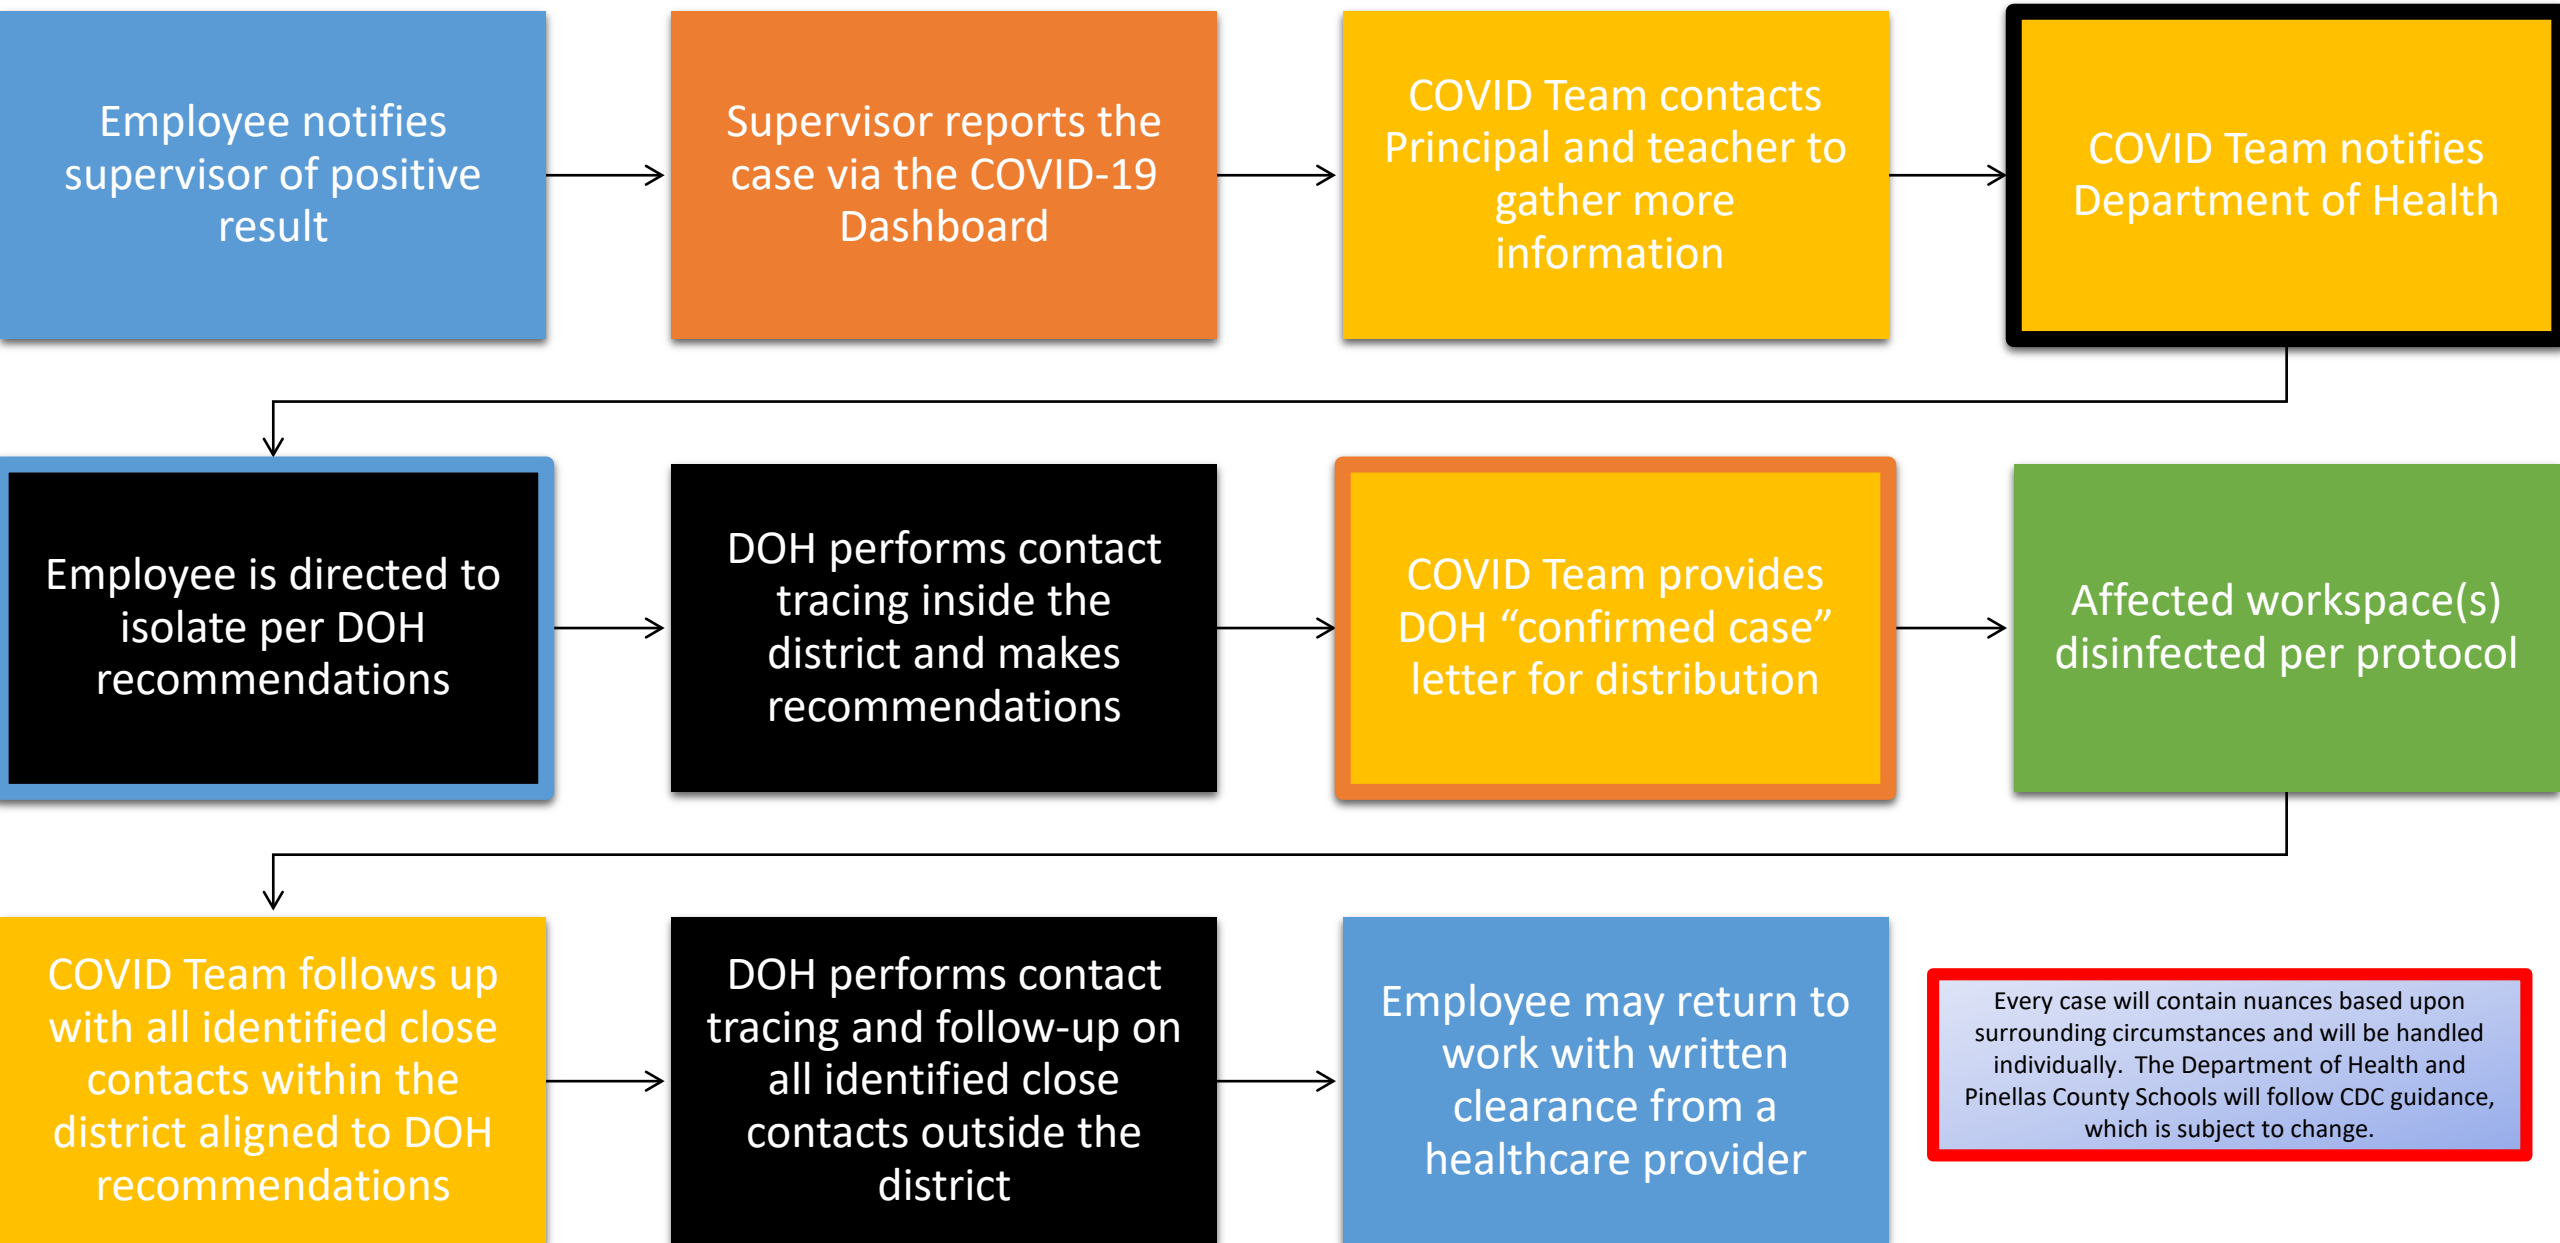 Employee notifies
supervisor of positive
result
Supervisor reports the
case via the COVID-19
Dashboard
COVID Team contacts
Principal and teacher to
gather more
information
COVID Team notifies
Department of Health
Employee is directed to
isolate per DOH
recommendations
DOH performs contact
tracing inside the
district and makes
recommendations
COVID Team provides
DOH “confirmed case”
letter for distribution
Affected workspace(s)
disinfected per protocol
COVID Team follows up
with all identified close
contacts within the
district aligned to DOH
recommendations
DOH performs contact
tracing and follow-up on
all identified close
contacts outside the
district
Employee may return to
work with written
clearance from a
healthcare provider
Every case will contain nuances based upon
surrounding circumstances and will be handled
individually.  The Department of Health and
Pinellas County Schools will follow CDC guidance,
which is subject to change.